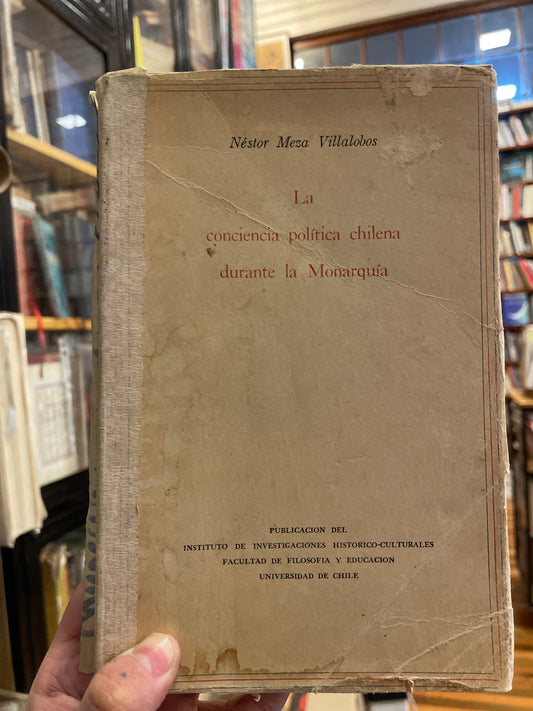 Néstor Meza Villalobos
La
conciencia política chilena
durante la Monarquía
PUBLICACION DEL
INSTITUTO DE INVESTIGACIONES HISTORICO-CULTURALES
FACULTAD DE FILOSOFIA Y EDUCACION
UNIVERSIDAD DE CHILE